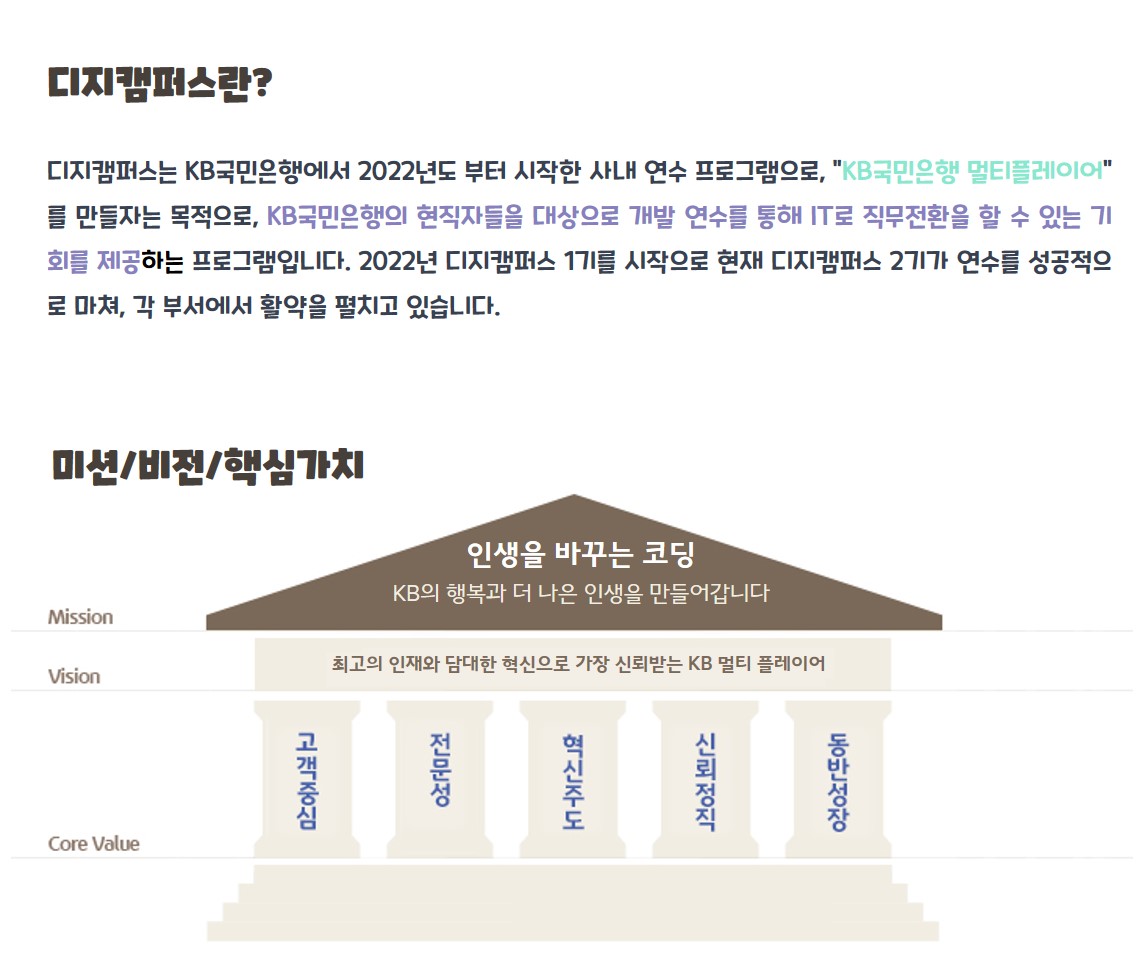 디지캠퍼스란?
디지캠퍼스는 KB국민은행에서 2022년도 부터 시작한 사내 연수 프로그램으로, "KB국민은행 멀티플레이어"
를 만들자는 목적으로, KB국민은행의 현직자들을 대상으로 개발 연수를 통해 IT로 직무전환을 할 수 있는 기
회를 제공하는 프로그램입니다. 2022년 디지캠퍼스 1기를 시작으로 현재 디지캠퍼스 2기가 연수를 성공적으
로 마쳐, 각 부서에서 활약을 펼치고 있습니다.
미션/비전/핵심가치
인생을 바꾸는 코딩
KB의 행복과 더 나은 인생을 만들어갑니다
Mission
최고의 인재와 담대한 혁신으로 가장 신뢰받는 KB 멀티 플레이어
Vision
고객중심
전문성
혁신주도
신뢰정직
동반성장
Core Value